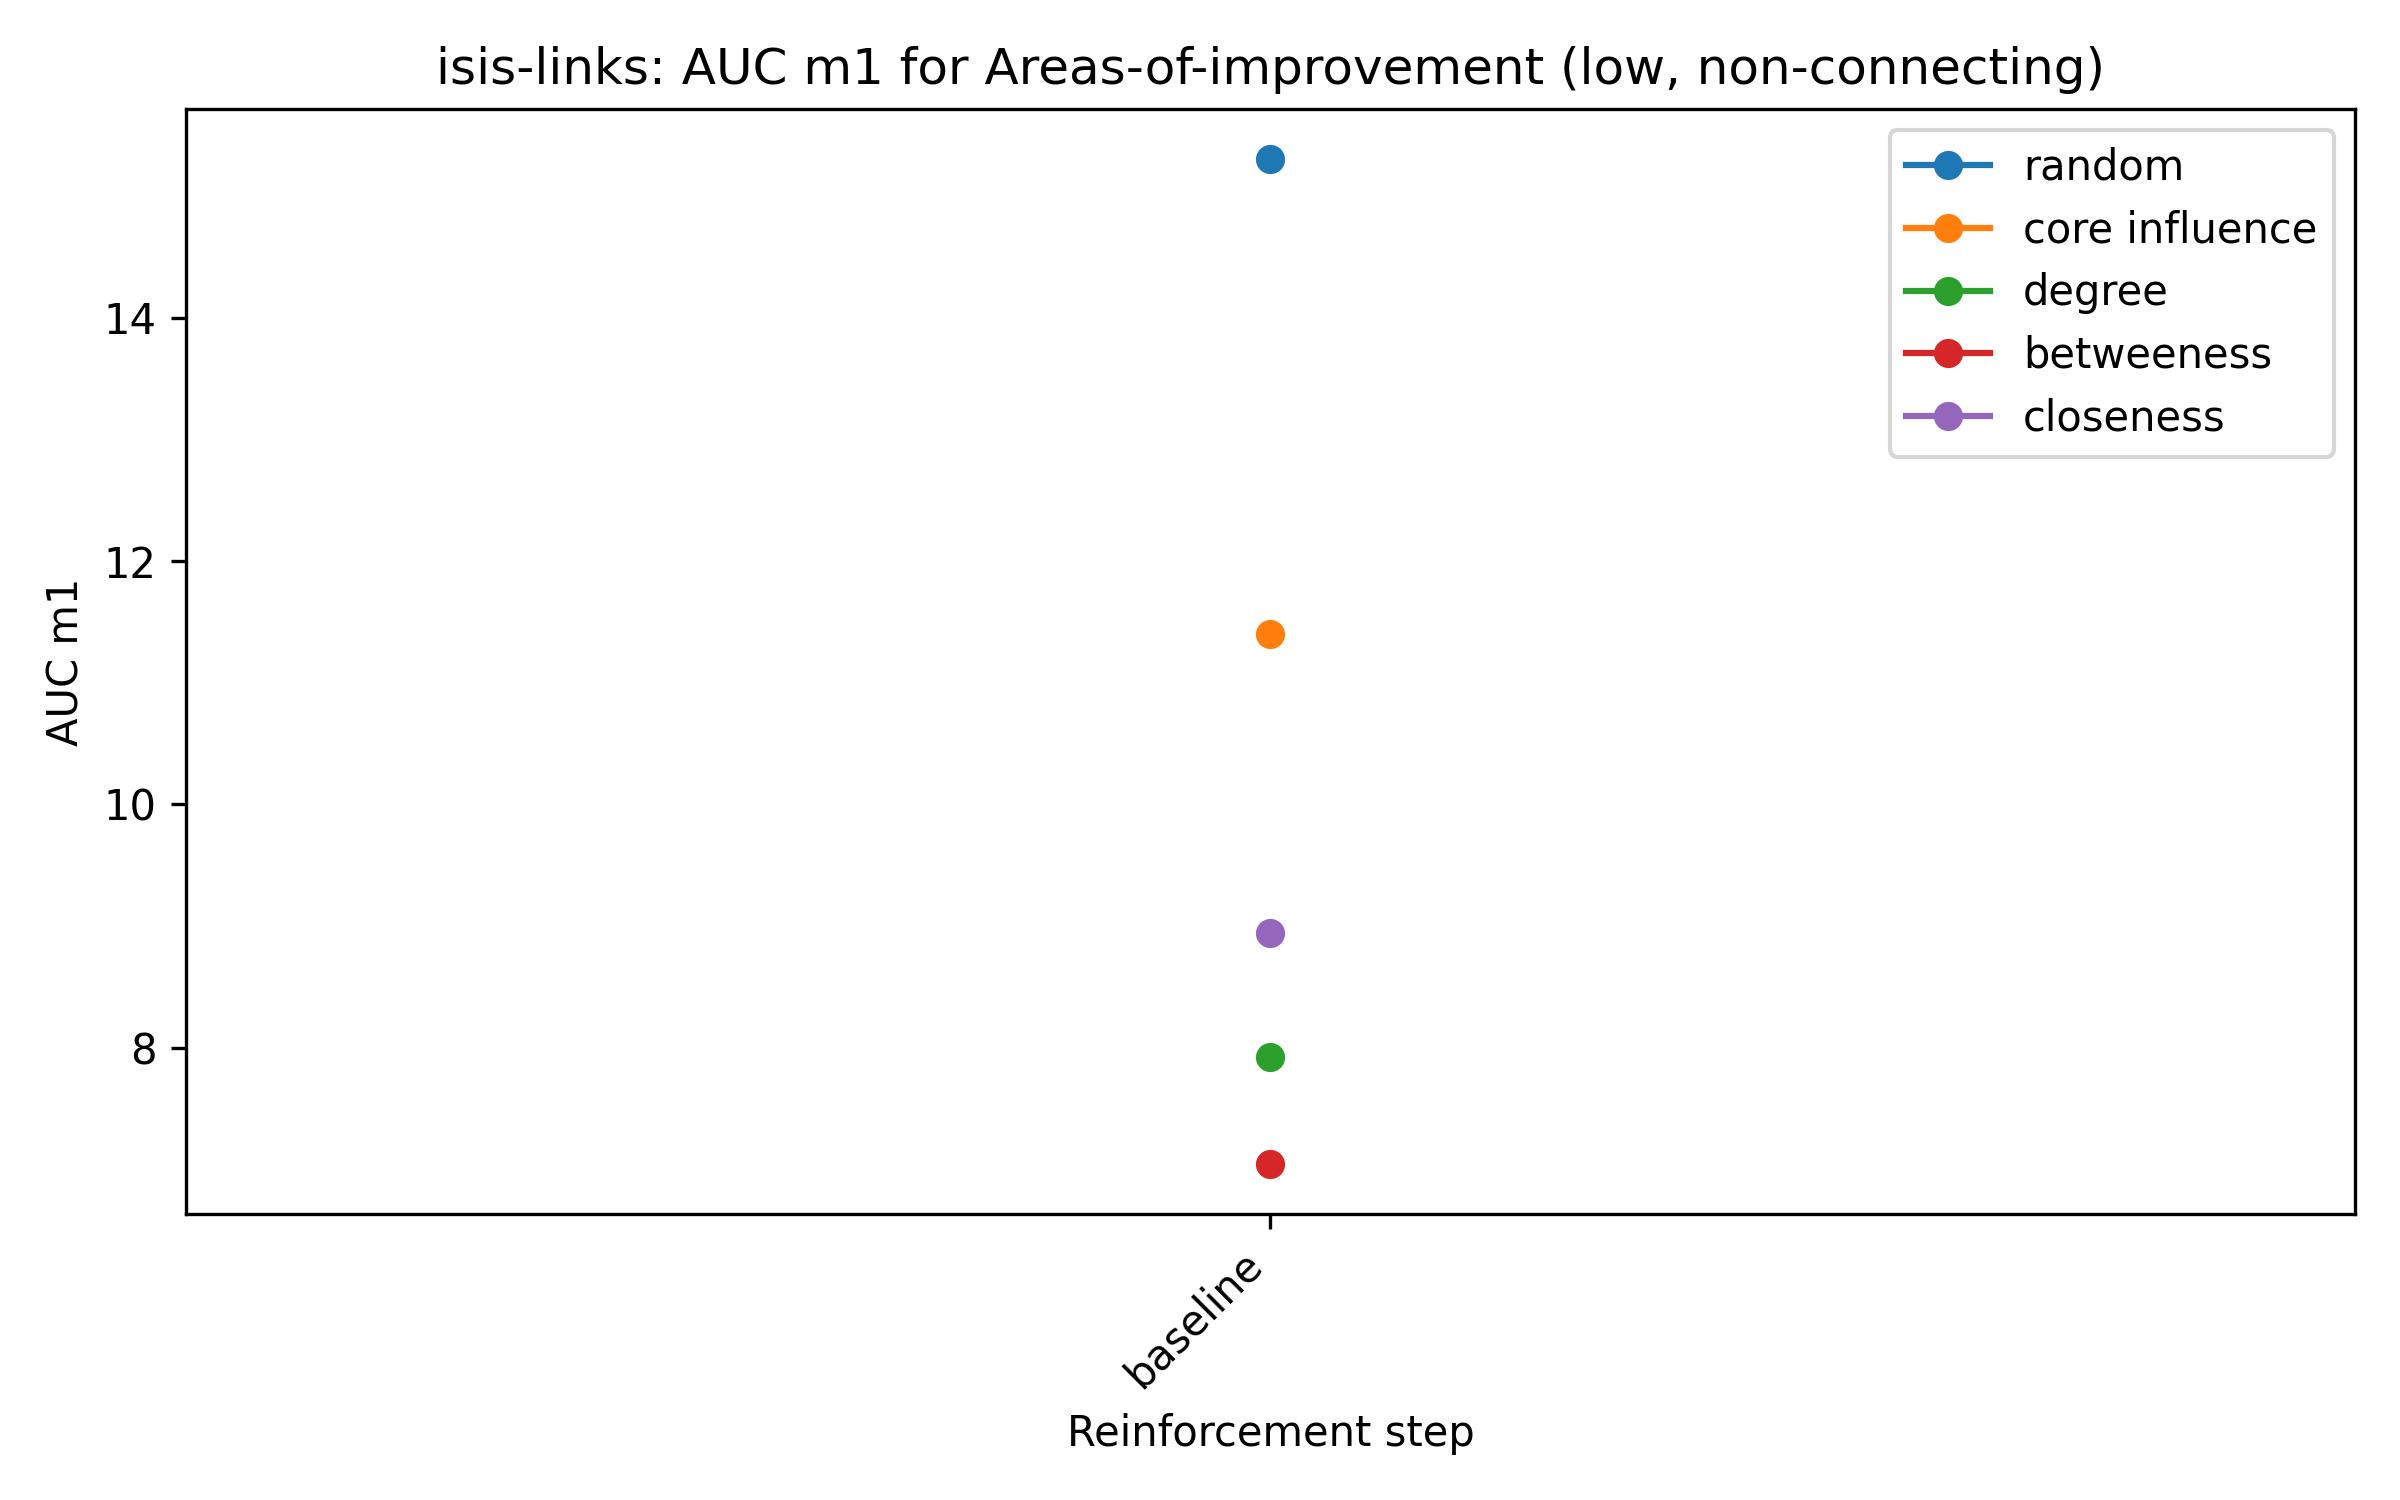 isis-links: AUC m1 for Areas-of-improvement (low, non-connecting)
random
core influence
degree
betweeness
closeness
14
12
10
8
AUC m1
baseline
Reinforcement step